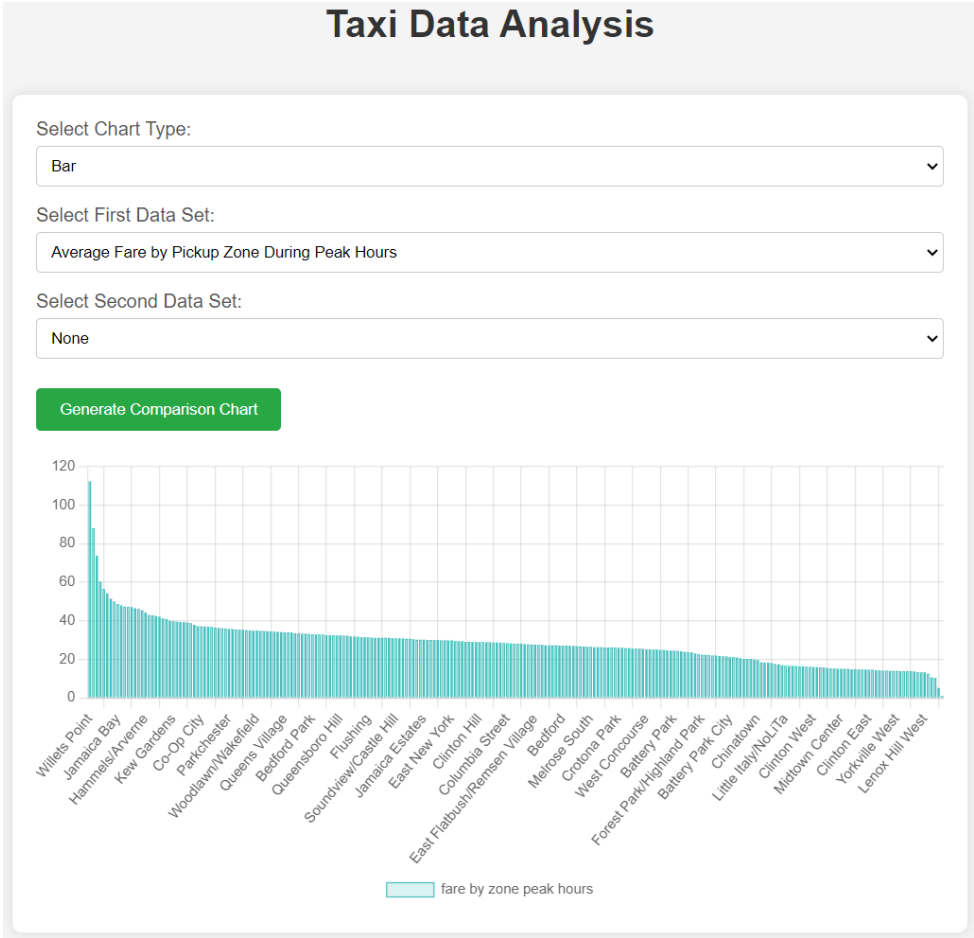 Taxi Data Analysis
Select Chart Type:
Bar
Select First Data Set:
Average Fare by Pickup Zone During Peak Hours
Select Second Data Set:
None
Generate Comparison Chart
120
100
80
60
40
20
0
Willets Point
Jamaica Bay
Hammels/Arverne
Kew Gardens
Co-Op City
Parkchester
Woodlawn/Wakefield
Queens Village
Bedford Park
Queensboro Hill
Flushing
Soundview/Castle Hill
Jamaica Estates
East New York
Clinton Hill
Columbia Street
East Flatbush/Remsen Village
Bedford
Melrose South
Crotona Park
West Concourse
Battery Park
Forest Park/Highland Park
Battery Park City
Chinatown
Little Italy/NoLiTa
Clinton West
Midtown Center
Clinton East
Yorkville West
Lenox Hill West
fare by zone peak hours